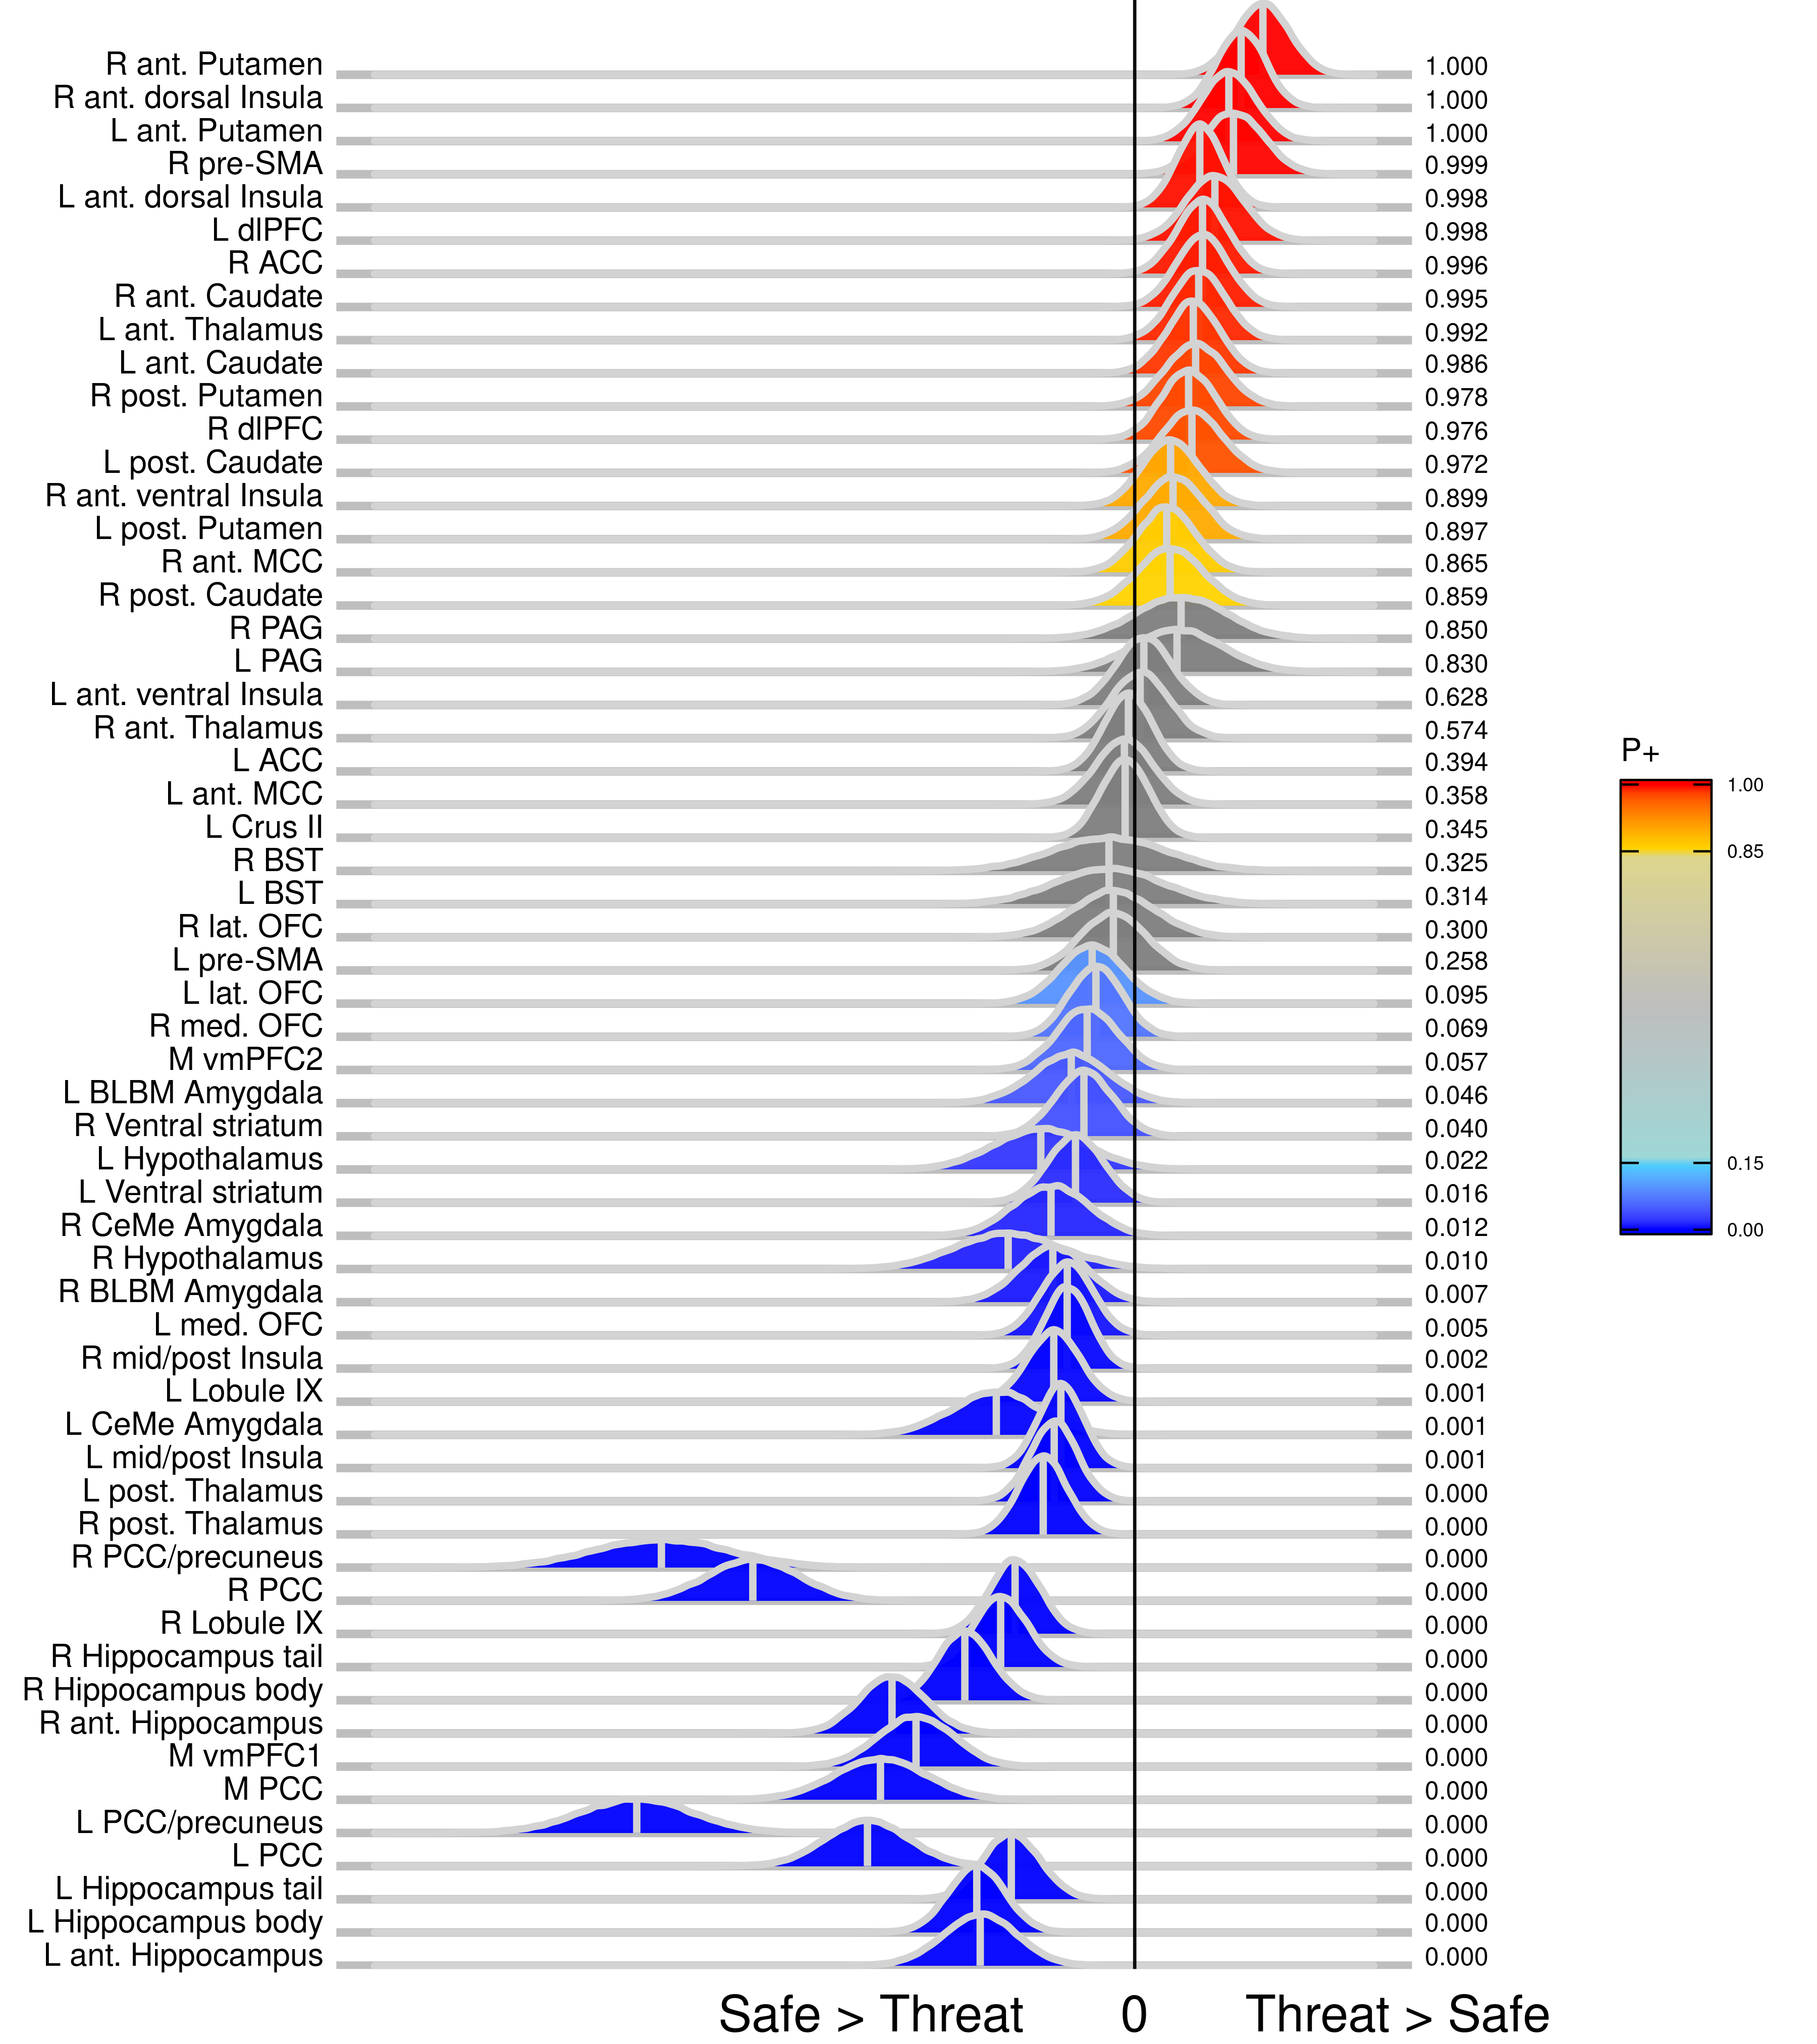 R ant. Putamen 1.000
R ant. dorsal Insula 1.000
L ant. Putamen 1.000
R pre-SMA 0.999
L ant. dorsal Insula 0.998
L dlPFC 0.998
R ACC 0.996
R ant. Caudate 0.995
L ant. Thalamus 0.992
L ant. Caudate 0.986
R post. Putamen 0.978
R dlPFC 0.976
L post. Caudate 0.972
R ant. ventral Insula 0.899
L post. Putamen 0.897
R ant. MCC 0.865
R post. Caudate 0.859
R PAG 0.850
L PAG 0.830
L ant. ventral Insula 0.628
R ant. Thalamus 0.574
L ACC 0.394
L ant. MCC 0.358
L Crus II 0.345
R BST 0.325
L BST 0.314
R lat. OFC 0.300
L pre-SMA 0.258
L lat. OFC 0.095
R med. OFC 0.069
M vmPFC2 0.057
L BLBM Amygdala 0.046
R Ventral striatum 0.040
L Hypothalamus 0.022
L Ventral striatum 0.016
R CeMe Amygdala 0.012
R Hypothalamus 0.010
R BLBM Amygdala 0.007
L med. OFC 0.005
R mid/post Insula 0.002
L Lobule IX 0.001
L CeMe Amygdala 0.001
L mid/post Insula 0.001
L post. Thalamus 0.000
R post. Thalamus 0.000
R PCC/precuneus 0.000
R PCC 0.000
R Lobule IX 0.000
R Hippocampus tail 0.000
R Hippocampus body 0.000
R ant. Hippocampus 0.000
M vmPFC1 0.000
M PCC 0.000
L PCC/precuneus 0.000
L PCC 0.000
L Hippocampus tail 0.000
L Hippocampus body 0.000
L ant. Hippocampus 0.000
Safe > Threat 0 Threat > Safe
P+
1.00
0.85
0.15
0.00